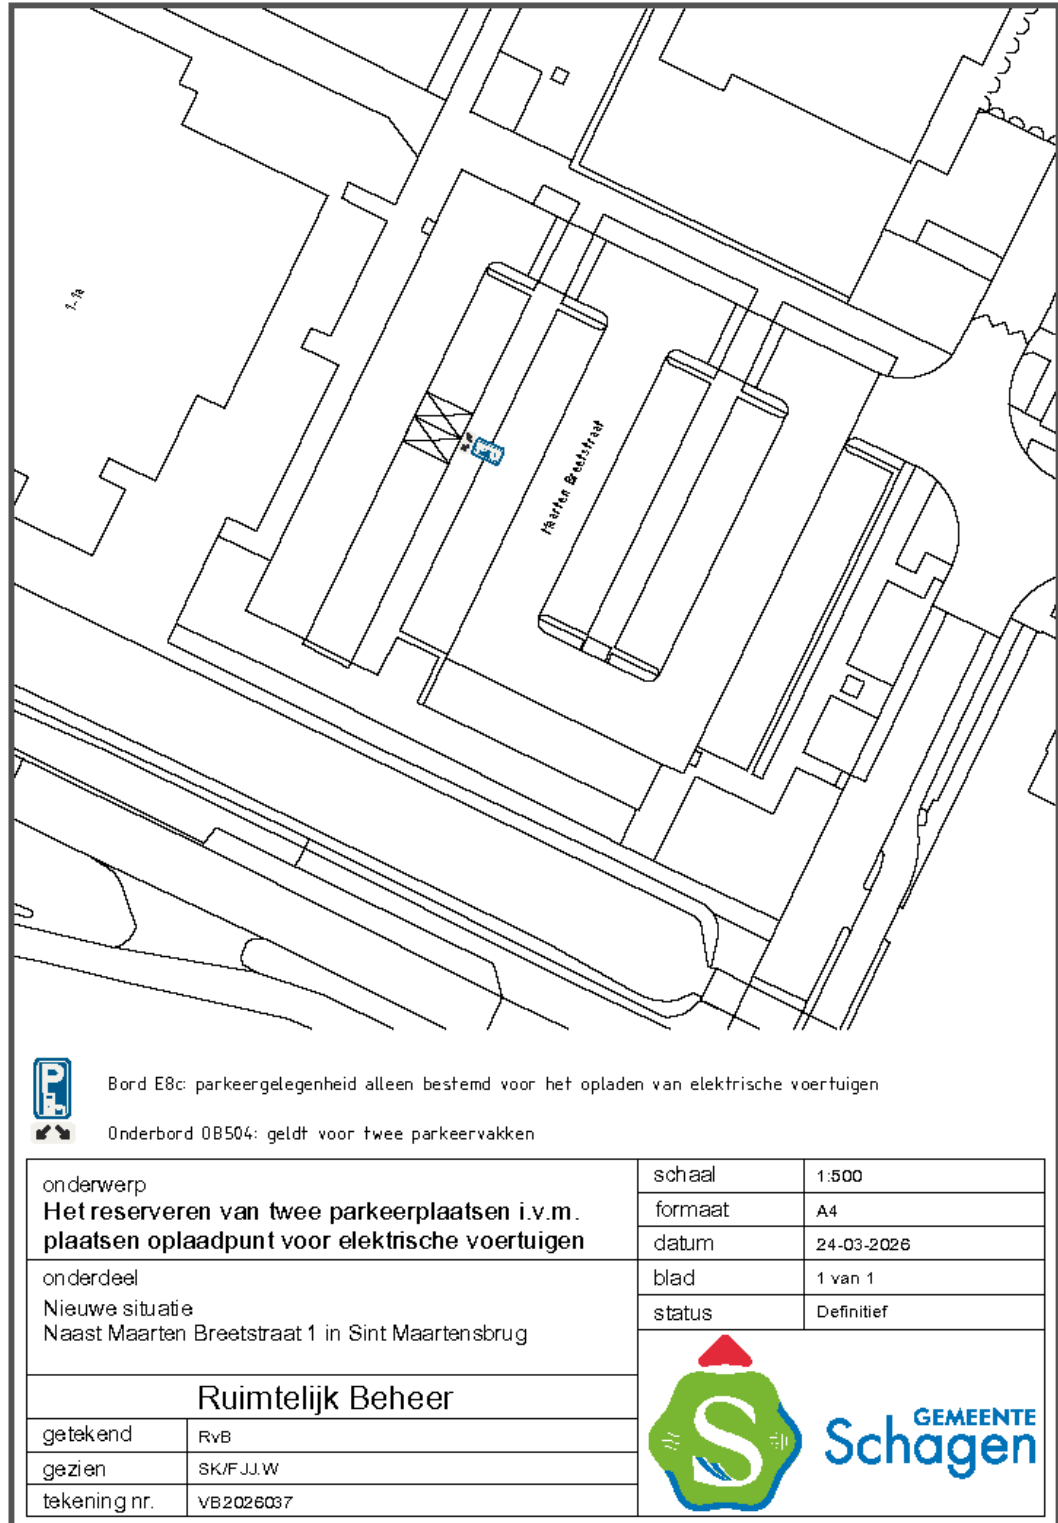 1-1a
Maarten Breetstraat
Bord E8c: parkeergelegenheid alleen bestemd voor het opladen van elektrische voertuigen
Onderbord OB504: geldt voor twee parkeervakken
onderwerp
Het reserveren van twee parkeerplaatsen i.v.m.
plaatsen oplaadpunt voor elektrische voertuigen
onderdeel
Nieuwe situatie
Naast Maarten Breetstraat 1 in Sint Maartensbrug
Ruimtelijk Beheer
getekend RvB
gezien SK/FJJ.W
tekening nr. VB2026037
schaal 1:500
formaat A4
datum 24-03-2026
blad 1 van 1
status Definitief
GEMEENTE
Schagen